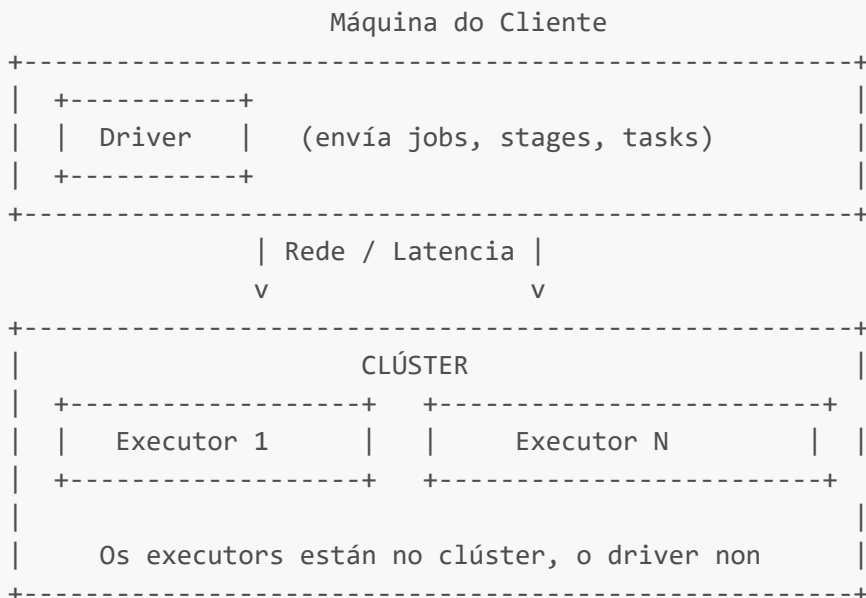 Máquina do Cliente
Driver (envía jobs, stages, tasks)
Rede / Latencia
v v
CLÚSTER
Executor 1 Executor N
Os executors están no clúster, o driver non